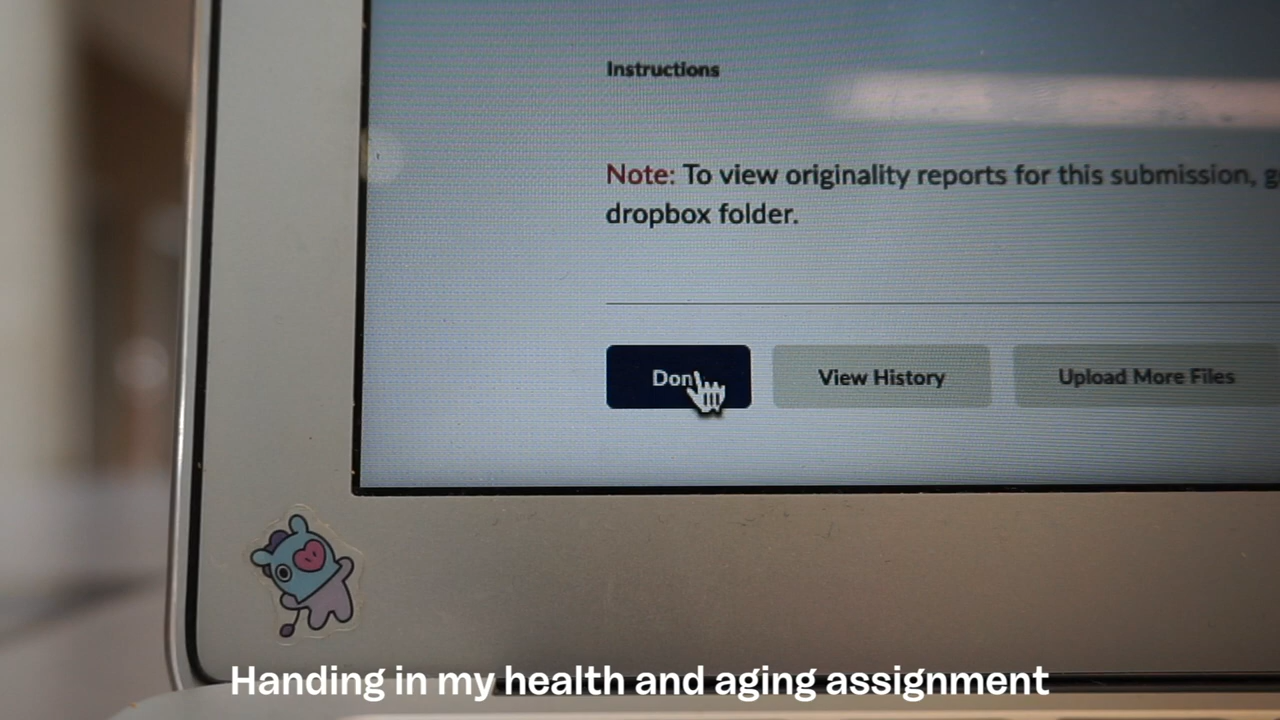 Instructions
Note: To view originality reports for this submission, g
dropbox folder.
Don
View History
Upload More Files
Handing in my health and aging assignment